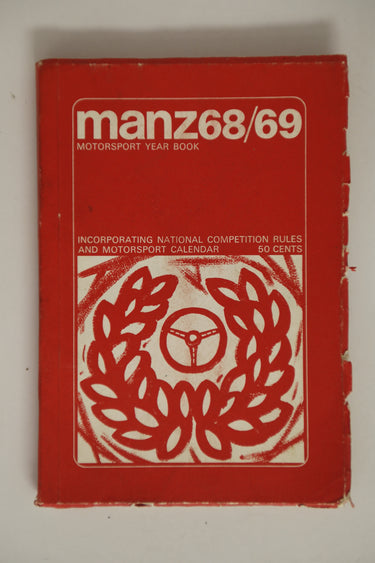 manz68/69
MOTORSPORT YEAR BOOK
INCORPORATING NATIONAL COMPETITION RULES
AND MOTORSPORT CALENDAR 50 CENTS